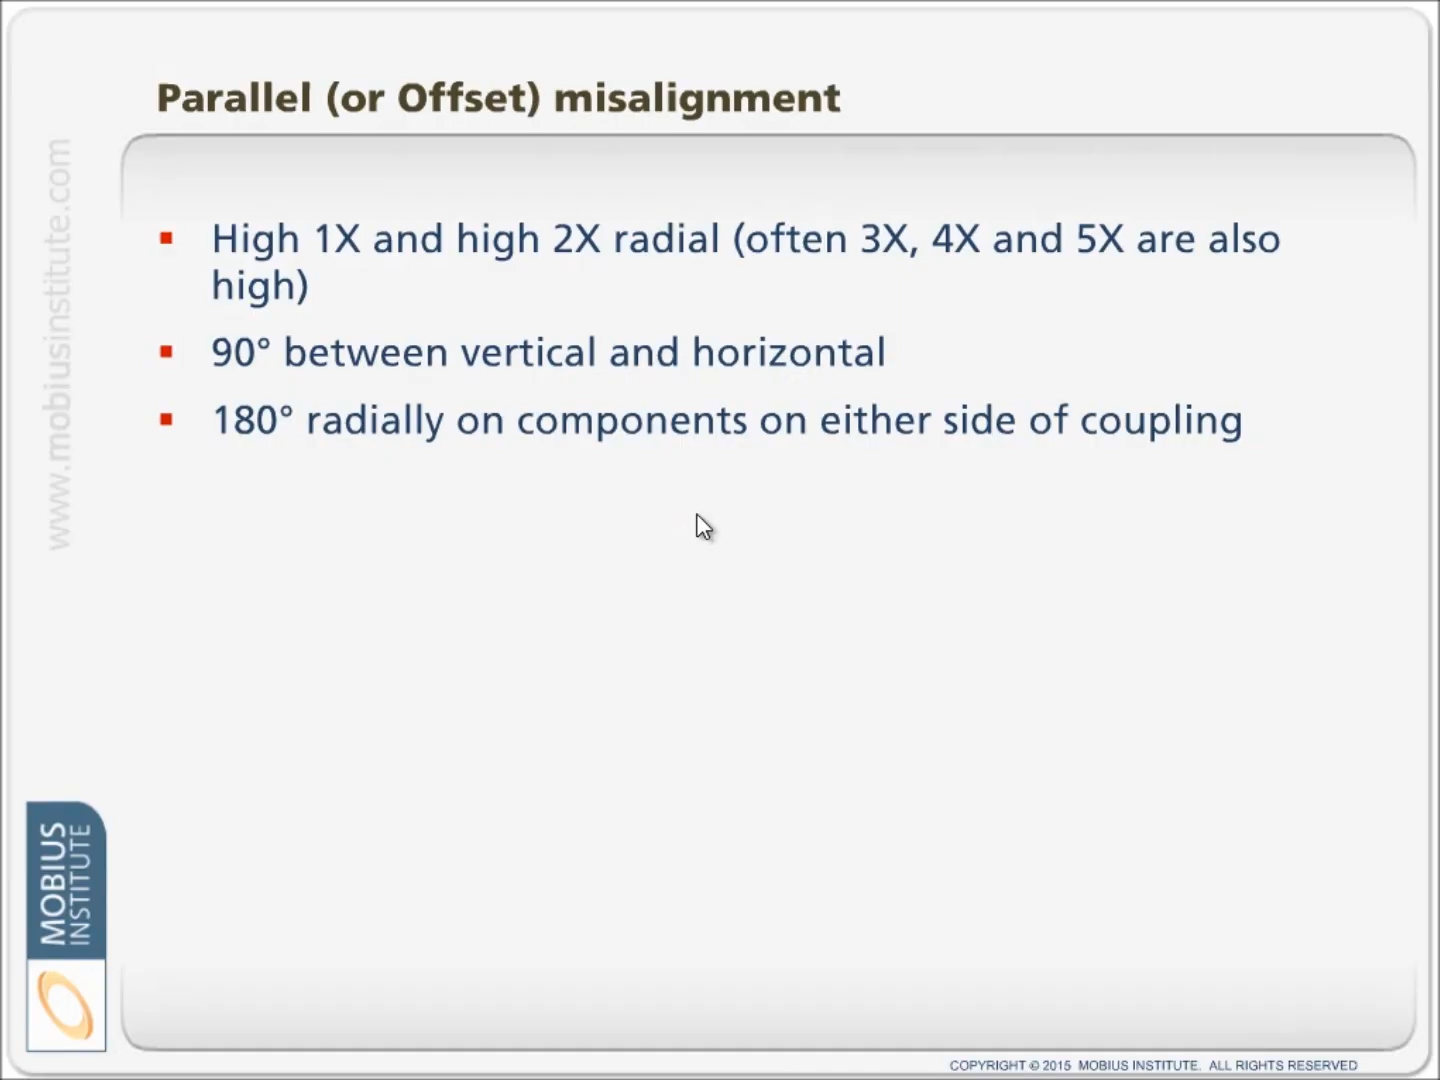 Parallel (or Offset) misalignment
▪ High 1X and high 2X radial (often 3X, 4X and 5X are also
high)
▪ 90° between vertical and horizontal
▪ 180° radially on components on either side of coupling
www.mobiusinstitute.com
MOBIUS
INSTITUTE
COPYRIGHT © 2015 MOBIUS INSTITUTE. ALL RIGHTS RESERVED